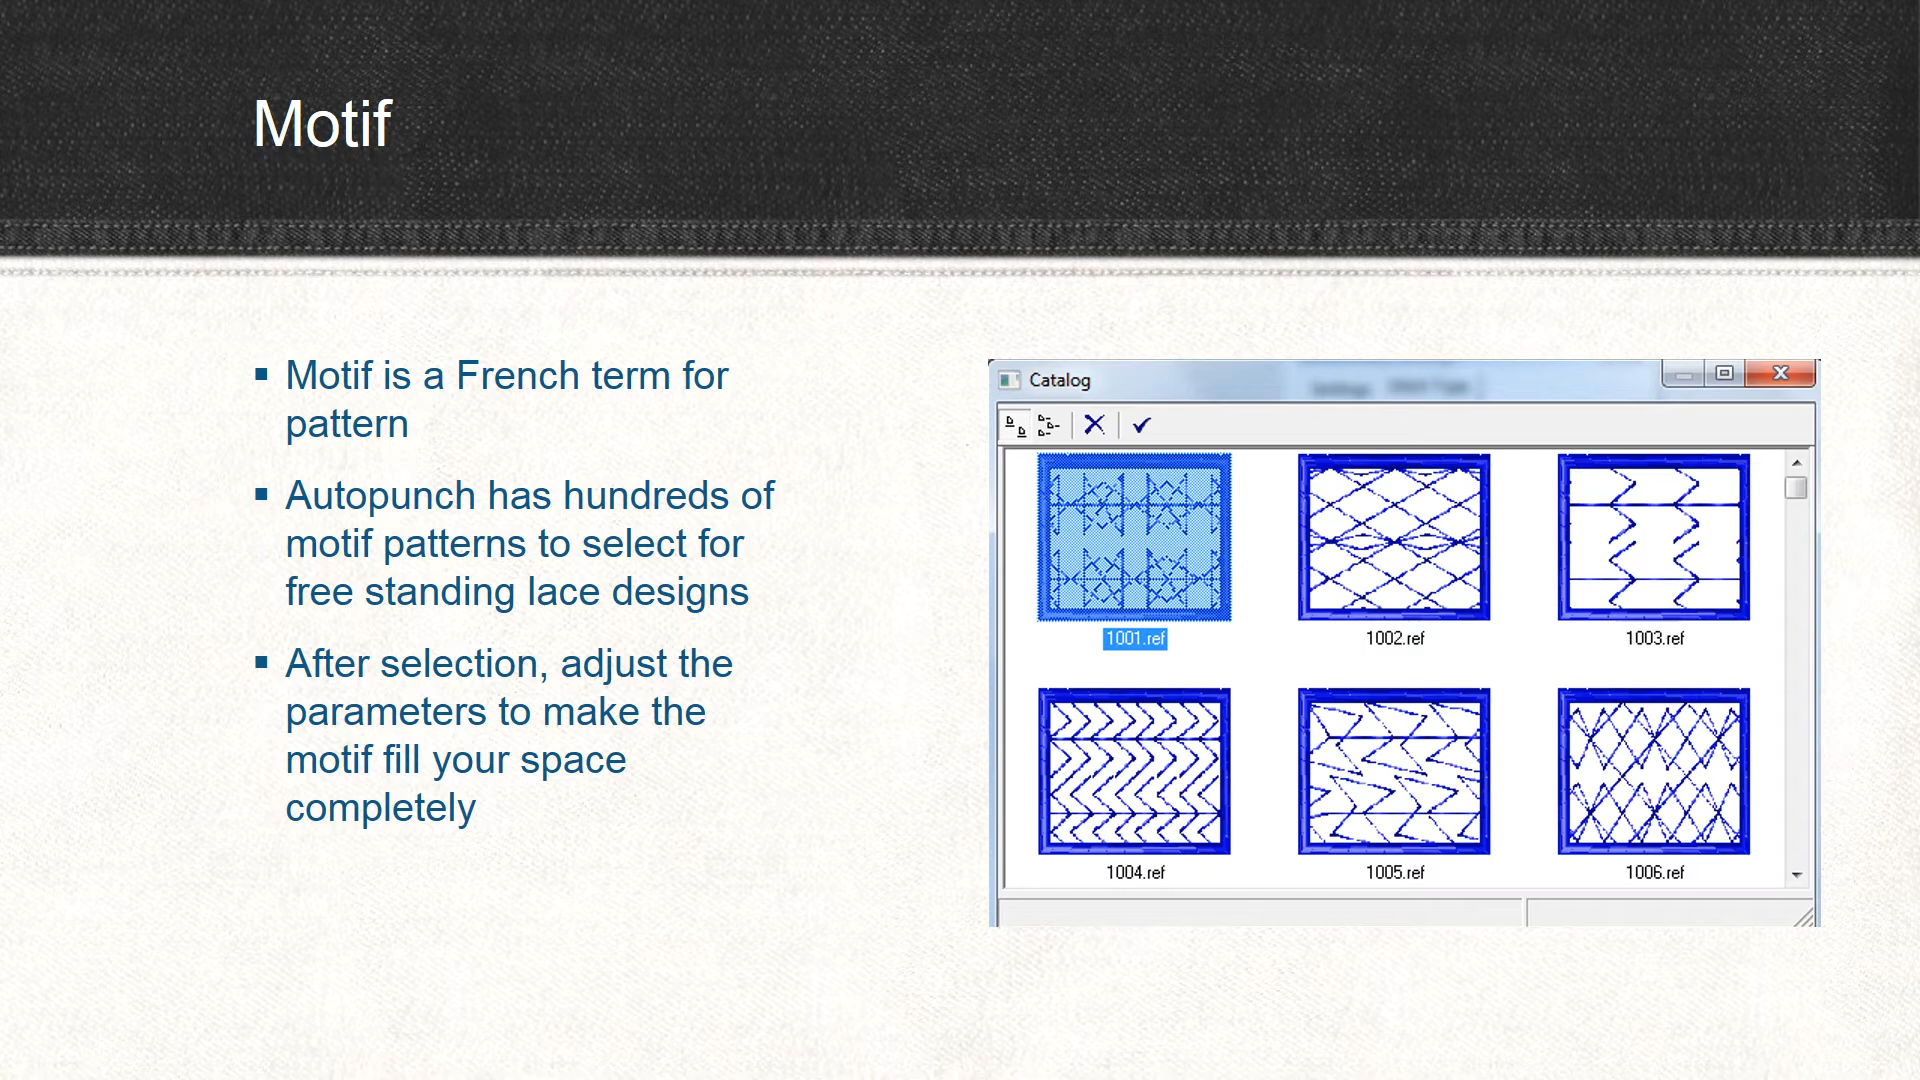 Motif
▪ Motif is a French term for
pattern
▪ Autopunch has hundreds of
motif patterns to select for
free standing lace designs
▪ After selection, adjust the
parameters to make the
motif fill your space
completely
Catalog
1001.ref 1002.ref 1003.ref
1004.ref 1005.ref 1006.ref